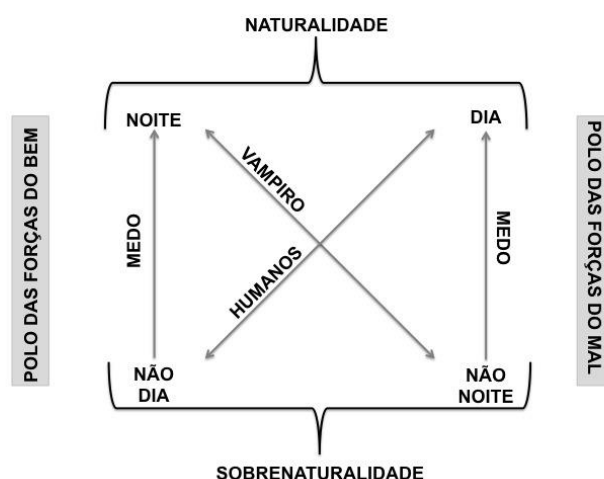 NATURALIDADE
NOITE
DIA
POLO DAS FORÇAS DO BEM
MEDO
VAMPIRO
HUMANOS
MEDO
POLO DAS FORÇAS DO MAL
NÃO
DIA
NÃO
NOITE
SOBRENATURALIDADE